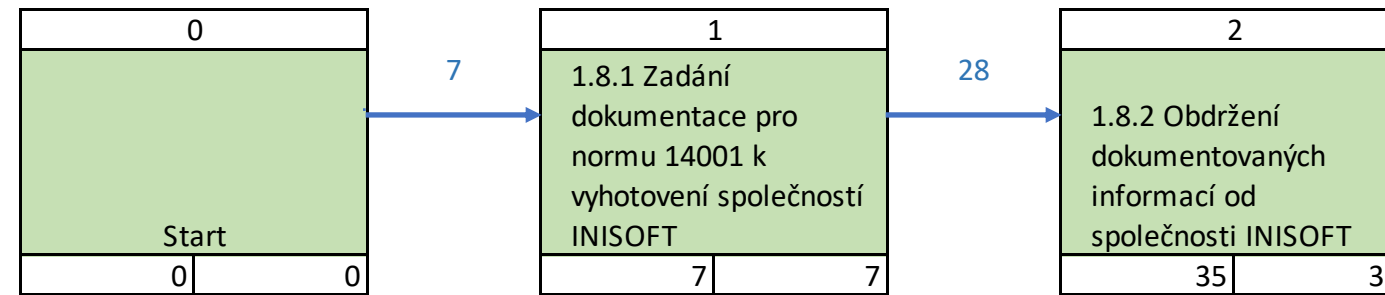 0
Start
0 0
7
1
1.8.1 Zadání
dokumentace pro
normu 14001 k
vyhotovení společností
INISOFT
7 7
28
2
1.8.2 Obdržení
dokumentovaných
informací od
společnosti INISOFT
35 3